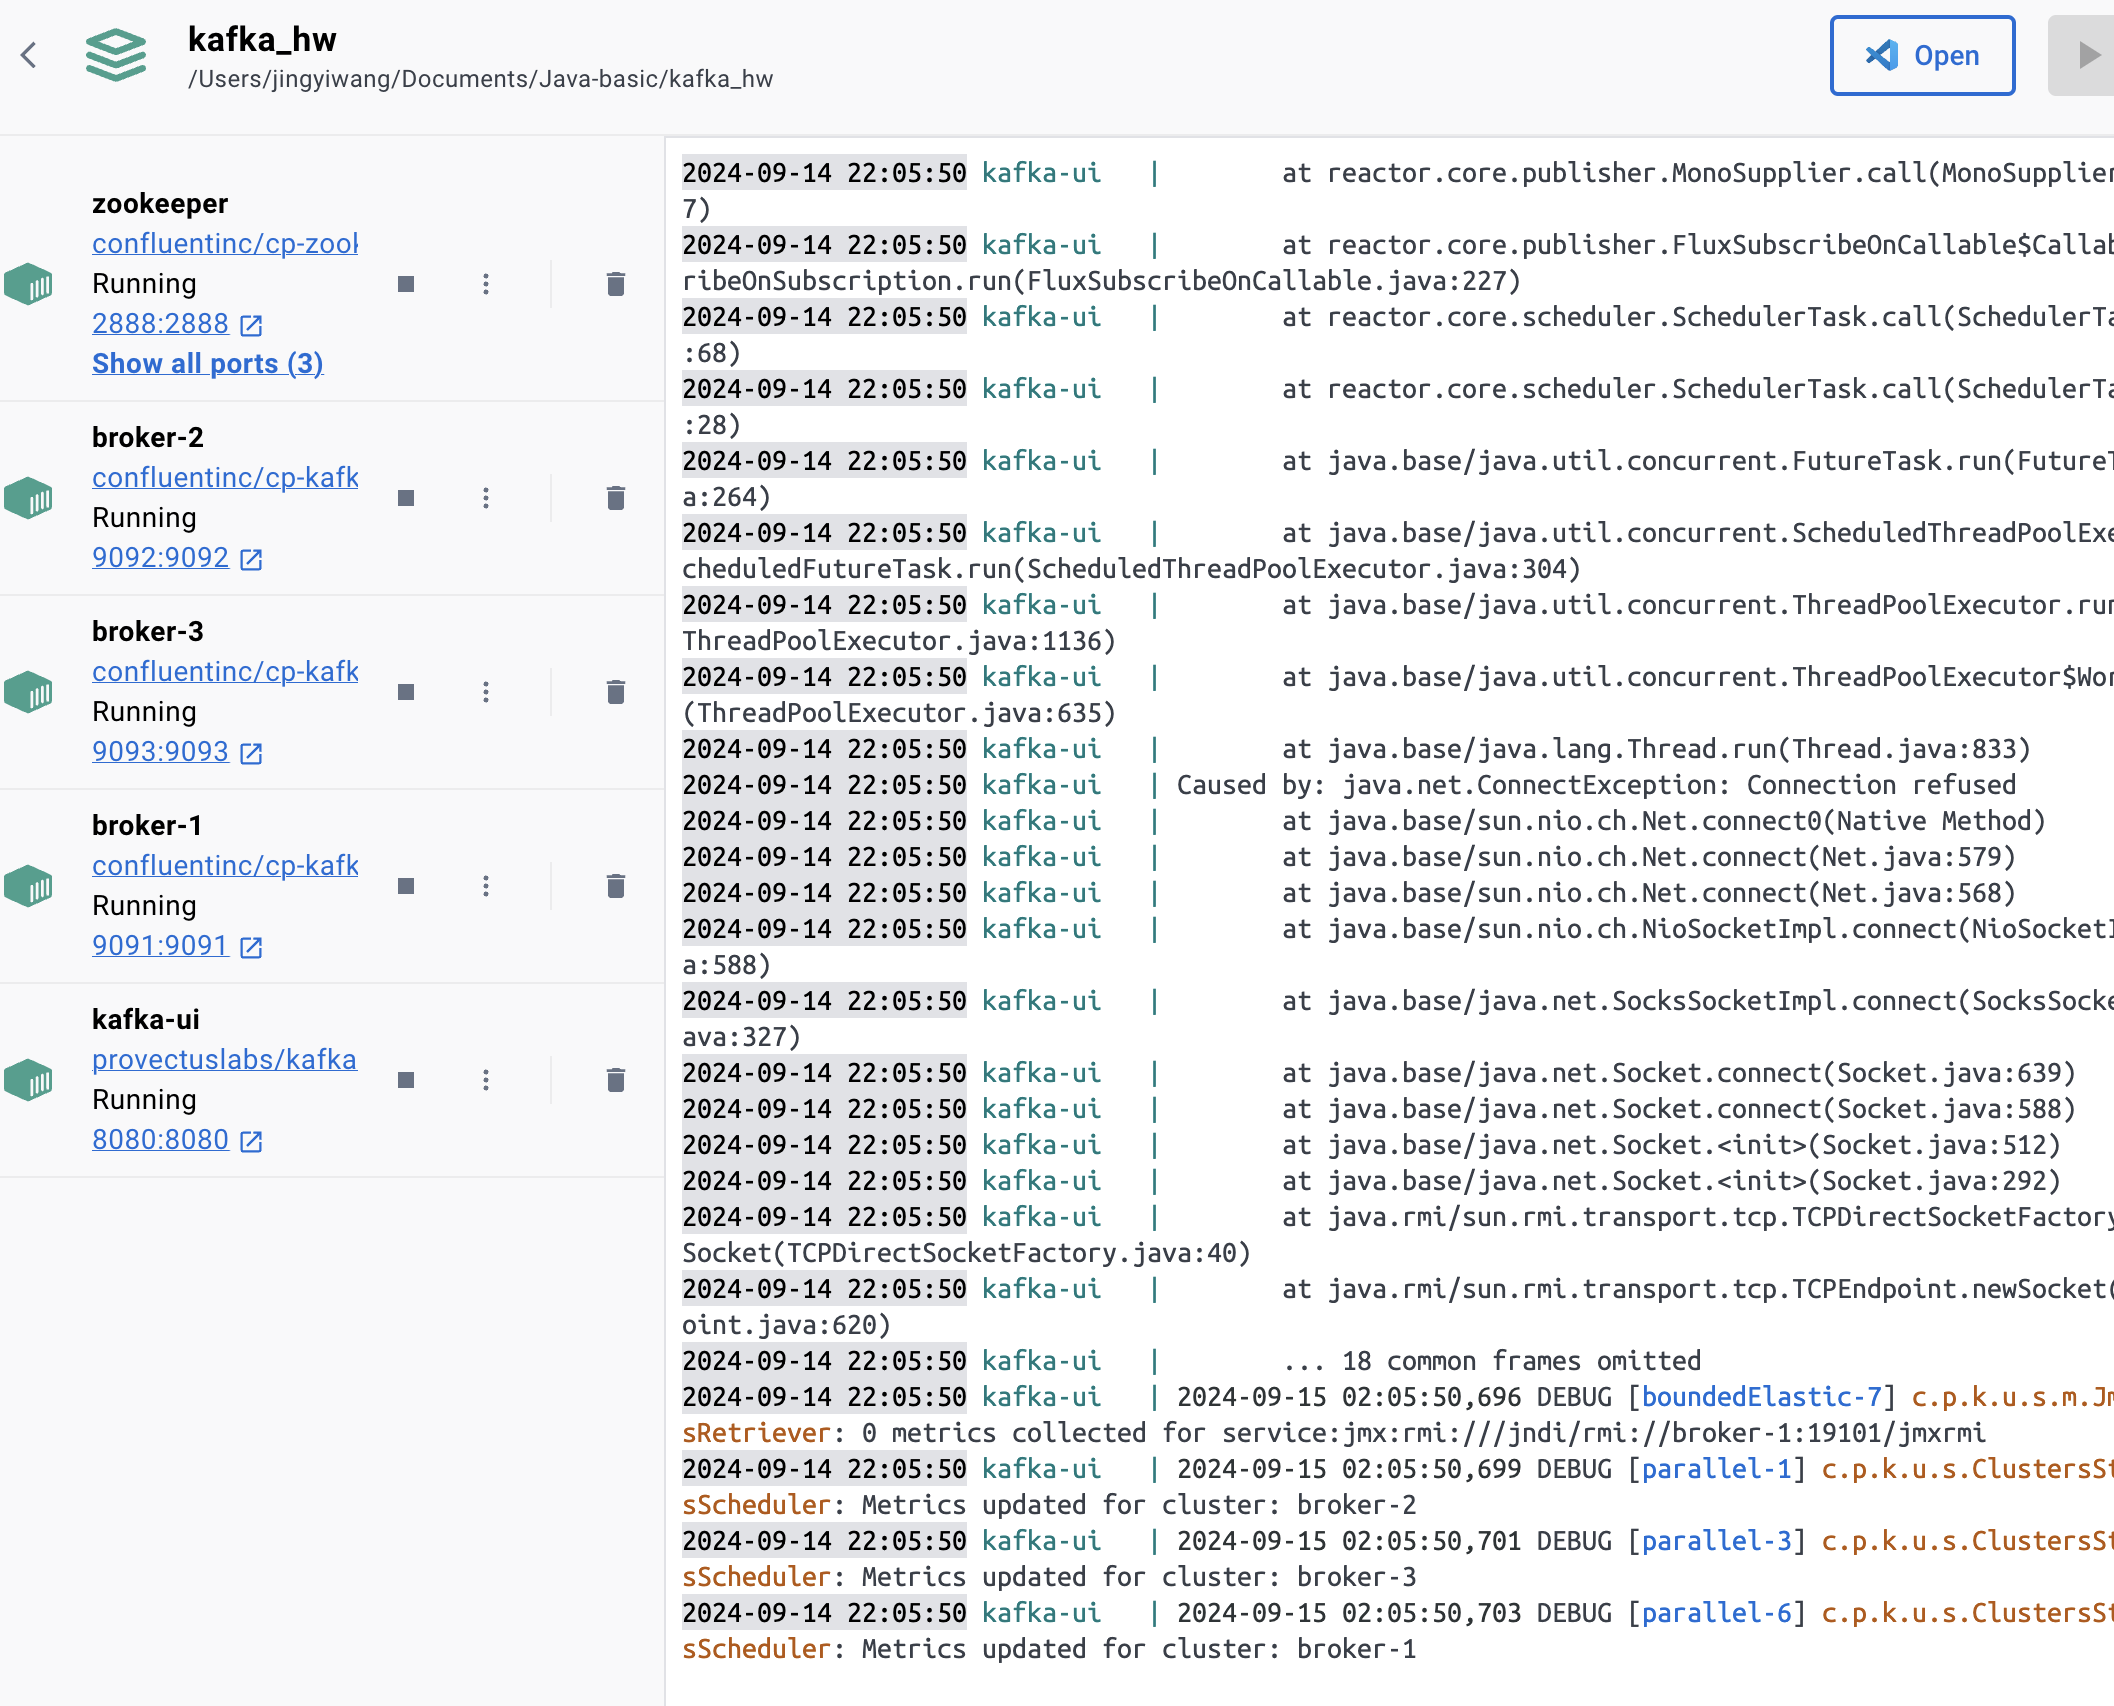 kafka_hw
/Users/jingyiwang/Documents/Java-basic/kafka_hw
Open
zookeeper
confluentinc/cp-zook
Running
2888:2888
Show all ports (3)
broker-2
confluentinc/cp-kafk
Running
9092:9092
broker-3
confluentinc/cp-kafk
Running
9093:9093
broker-1
confluentinc/cp-kafk
Running
9091:9091
kafka-ui
provectuslabs/kafka
Running
8080:8080
2024-09-14 22:05:50 kafka-ui | at reactor.core.publisher.MonoSupplier.call(MonoSupplier
7)
2024-09-14 22:05:50 kafka-ui | at reactor.core.publisher.FluxSubscribeOnCallable$Callab
ribeOnSubscription.run(FluxSubscribeOnCallable.java:227)
2024-09-14 22:05:50 kafka-ui | at reactor.core.scheduler.SchedulerTask.call(SchedulerTa
:68)
2024-09-14 22:05:50 kafka-ui | at reactor.core.scheduler.SchedulerTask.call(SchedulerTa
:28)
2024-09-14 22:05:50 kafka-ui | at java.base/java.util.concurrent.FutureTask.run(FutureT
a:264)
2024-09-14 22:05:50 kafka-ui | at java.base/java.util.concurrent.ScheduledThreadPoolExe
cheduledFutureTask.run(ScheduledThreadPoolExecutor.java:304)
2024-09-14 22:05:50 kafka-ui | at java.base/java.util.concurrent.ThreadPoolExecutor.run
ThreadPoolExecutor.java:1136)
2024-09-14 22:05:50 kafka-ui | at java.base/java.util.concurrent.ThreadPoolExecutor$Wor
(ThreadPoolExecutor.java:635)
2024-09-14 22:05:50 kafka-ui | at java.base/java.lang.Thread.run(Thread.java:833)
2024-09-14 22:05:50 kafka-ui | Caused by: java.net.ConnectException: Connection refused
2024-09-14 22:05:50 kafka-ui | at java.base/sun.nio.ch.Net.connect0(Native Method)
2024-09-14 22:05:50 kafka-ui | at java.base/sun.nio.ch.Net.connect(Net.java:579)
2024-09-14 22:05:50 kafka-ui | at java.base/sun.nio.ch.Net.connect(Net.java:568)
2024-09-14 22:05:50 kafka-ui | at java.base/sun.nio.ch.NioSocketImpl.connect(NioSocketI
a:588)
2024-09-14 22:05:50 kafka-ui | at java.base/java.net.SocksSocketImpl.connect(SocksSocke
ava:327)
2024-09-14 22:05:50 kafka-ui | at java.base/java.net.Socket.connect(Socket.java:639)
2024-09-14 22:05:50 kafka-ui | at java.base/java.net.Socket.connect(Socket.java:588)
2024-09-14 22:05:50 kafka-ui | at java.base/java.net.Socket.<init>(Socket.java:512)
2024-09-14 22:05:50 kafka-ui | at java.base/java.net.Socket.<init>(Socket.java:292)
2024-09-14 22:05:50 kafka-ui | at java.rmi/sun.rmi.transport.tcp.TCPDirectSocketFactory
Socket(TCPDirectSocketFactory.java:40)
2024-09-14 22:05:50 kafka-ui | at java.rmi/sun.rmi.transport.tcp.TCPEndpoint.newSocket(
oint.java:620)
2024-09-14 22:05:50 kafka-ui | ... 18 common frames omitted
2024-09-14 22:05:50 kafka-ui | 2024-09-15 02:05:50,696 DEBUG [boundedElastic-7] c.p.k.u.s.m.Jm
sRetriever: 0 metrics collected for service:jmx:rmi:///jndi/rmi://broker-1:19101/jmxrmi
2024-09-14 22:05:50 kafka-ui | 2024-09-15 02:05:50,699 DEBUG [parallel-1] c.p.k.u.s.ClustersSt
sScheduler: Metrics updated for cluster: broker-2
2024-09-14 22:05:50 kafka-ui | 2024-09-15 02:05:50,701 DEBUG [parallel-3] c.p.k.u.s.ClustersSt
sScheduler: Metrics updated for cluster: broker-3
2024-09-14 22:05:50 kafka-ui | 2024-09-15 02:05:50,703 DEBUG [parallel-6] c.p.k.u.s.ClustersSt
sScheduler: Metrics updated for cluster: broker-1